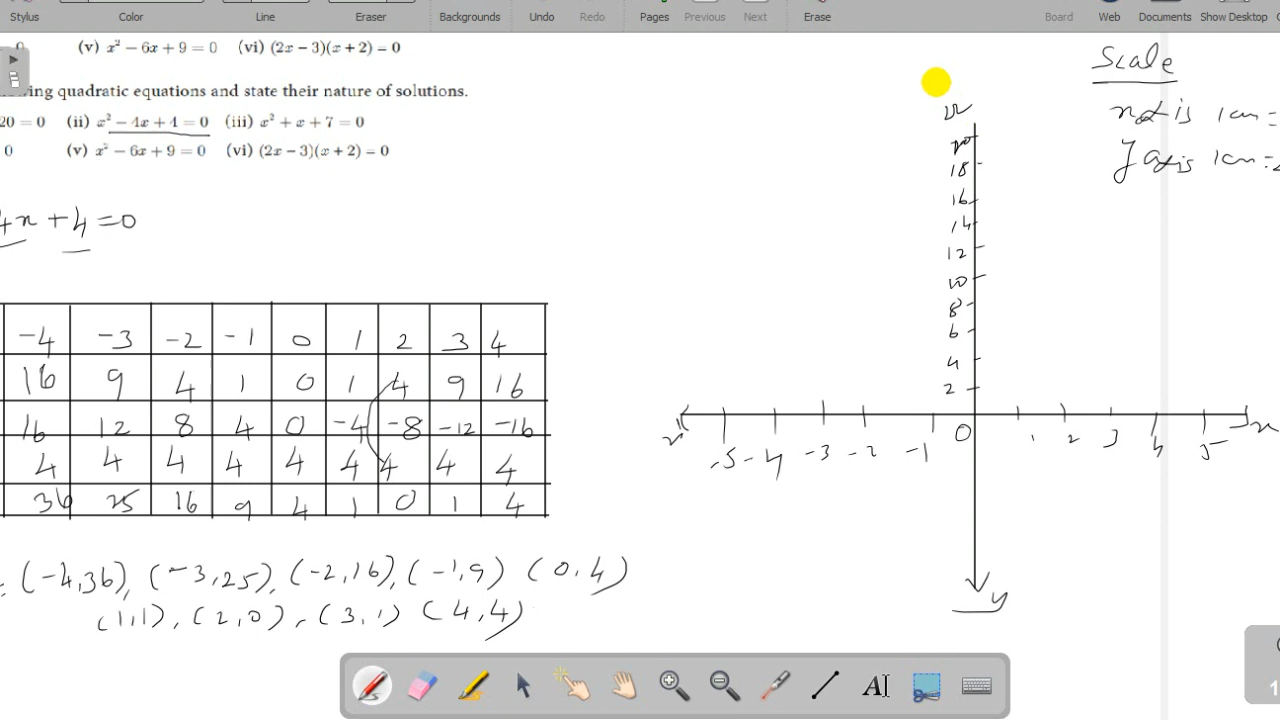 Stylus Color Line Eraser Backgrounds Undo Redo Pages Previous Next Erase Board Web Documents Show Desktop
(v) x² − 6x + 9 = 0 (vi) (2x − 3)(x + 2) = 0
ing quadratic equations and state their nature of solutions.
20 = 0 (ii) x² − 4x + 4 = 0 (iii) x² + x + 7 = 0
0 (v) x² − 6x + 9 = 0 (vi) (2x − 3)(x + 2) = 0
4x + 4 = 0
-4 -3 -2 -1 0 1 2 3 4
16 9 4 1 0 1 4 9 16
16 12 8 4 0 -4 -8 -12 -16
4 4 4 4 4 4 4 4 4
36 25 16 9 4 1 0 1 4
= (-4,36), (-3,25), (-2,16), (-1,9) (0,4)
(1,1), (2,0), (3,1) (4,4)
Scale
x axis 1cm =
y axis 1cm = 2
18
16
14
12
10
8
6
4
2
x' -5 -4 -3 -2 -1 0 1 2 3 4 5 x
y